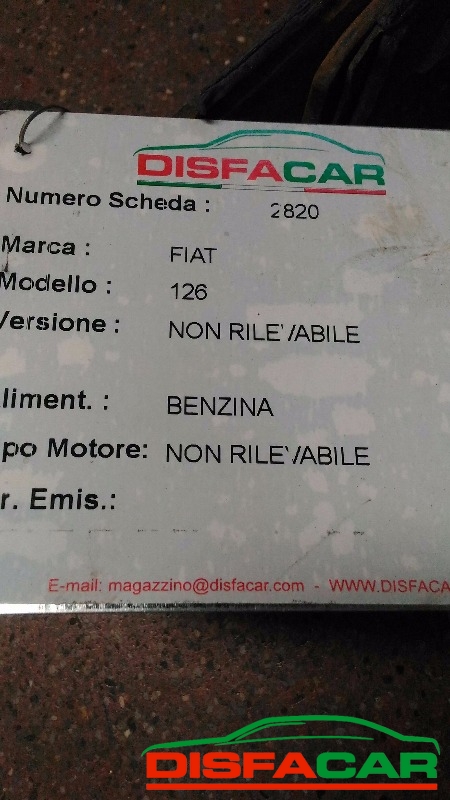 DISFACAR
Numero Scheda : 2820
Marca : FIAT
Modello : 126
Versione : NON RILEVABILE
liment. : BENZINA
po Motore: NON RILEVABILE
r. Emis.:
E-mail: magazzino@disfacar.com - WWW.DISFACA
DISFACAR